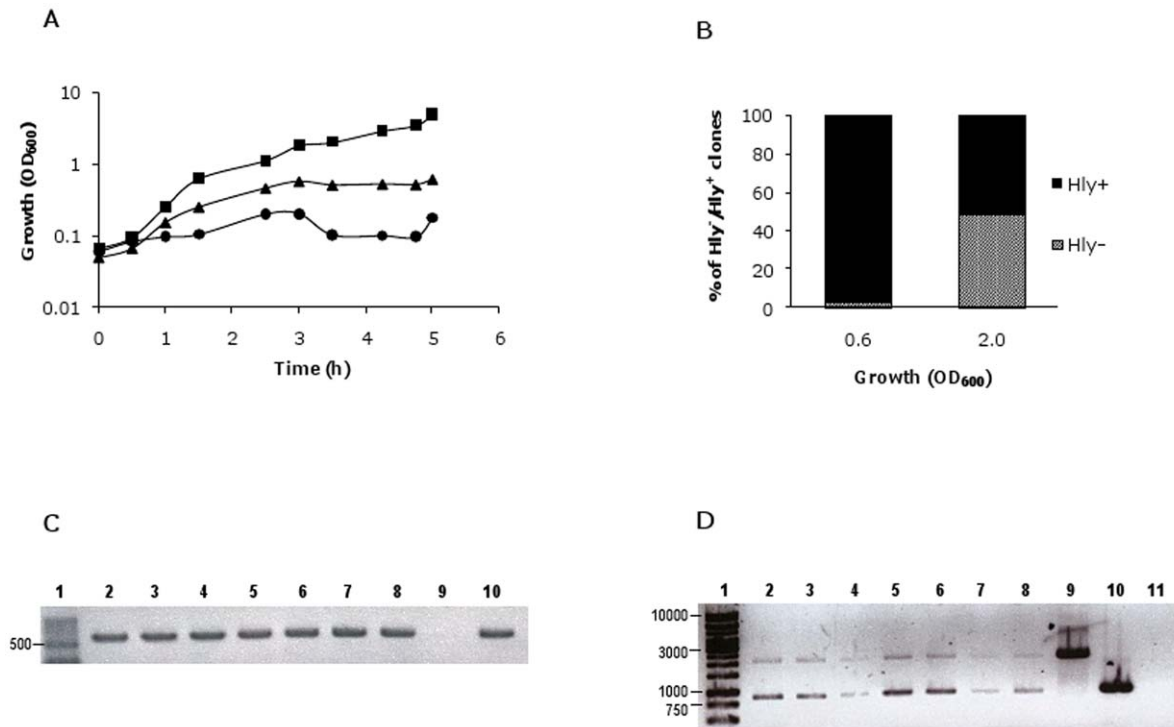 A
Growth (OD600)
10
1
0.1
0.01
0 1 2 3 4 5 6
Time (h)
B
% of Hly-/Hly+ clones
100
80
60
40
20
0
0.6 2.0
Growth (OD600)
Hly+
Hly−
C
1 2 3 4 5 6 7 8 9 10
500
D
1 2 3 4 5 6 7 8 9 10 11
10000
3000
1000
750